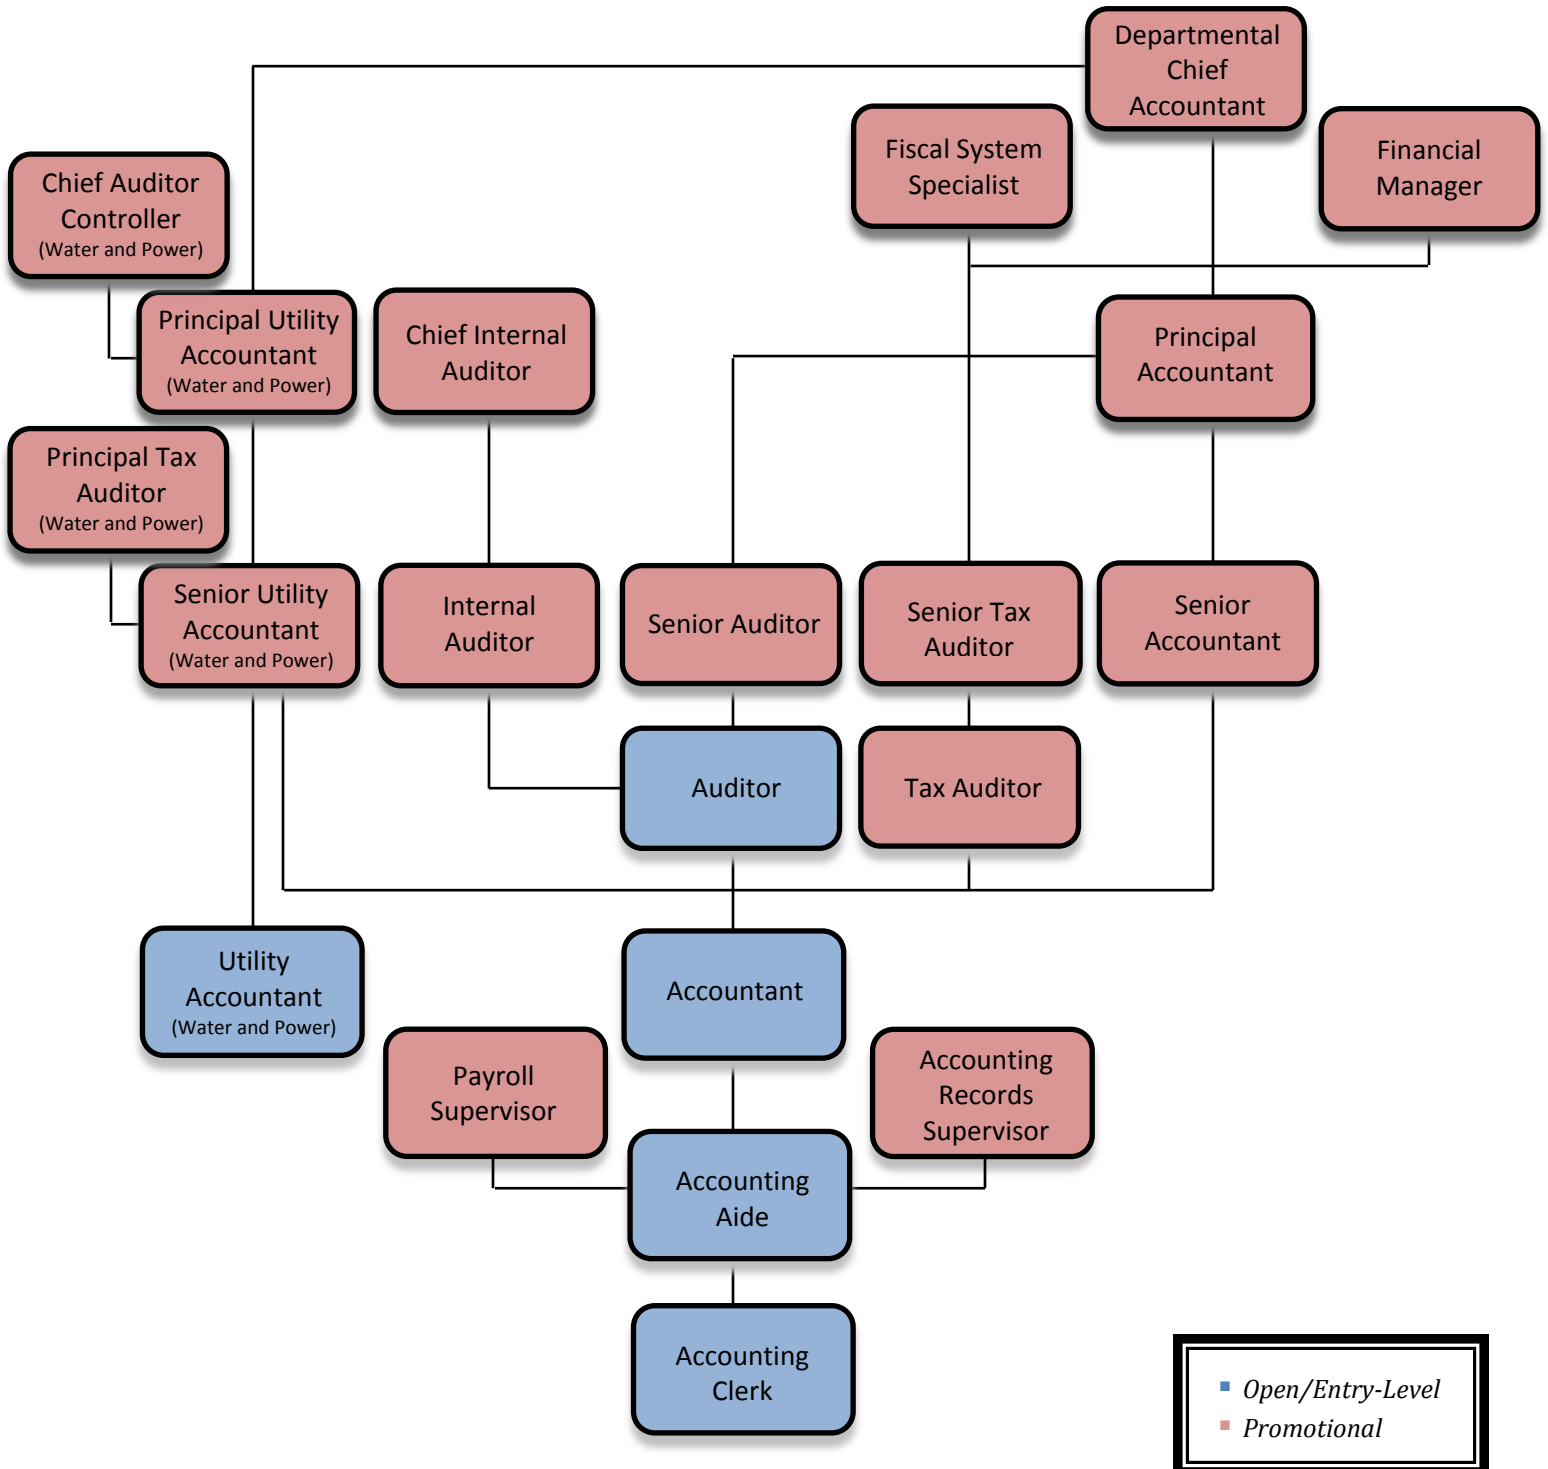 Departmental
Chief
Accountant
Fiscal System
Specialist
Financial
Manager
Chief Auditor
Controller
(Water and Power)
Principal Utility
Accountant
(Water and Power)
Chief Internal
Auditor
Principal
Accountant
Principal Tax
Auditor
(Water and Power)
Senior Utility
Accountant
(Water and Power)
Internal
Auditor
Senior Auditor
Senior Tax
Auditor
Senior
Accountant
Auditor
Tax Auditor
Utility
Accountant
(Water and Power)
Accountant
Payroll
Supervisor
Accounting
Records
Supervisor
Accounting
Aide
Accounting
Clerk
Open/Entry-Level
Promotional